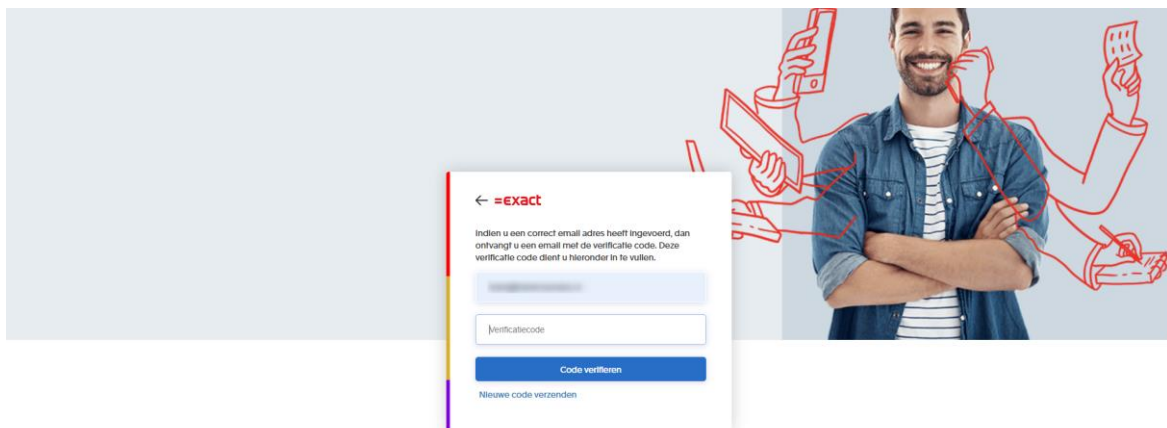 ← =exact
Indien u een correct email adres heeft ingevoerd, dan
ontvangt u een email met de verificatie code. Deze
verificatie code dient u hieronder in te vullen.
Verificatiecode
Code verifieren
Nieuwe code verzenden